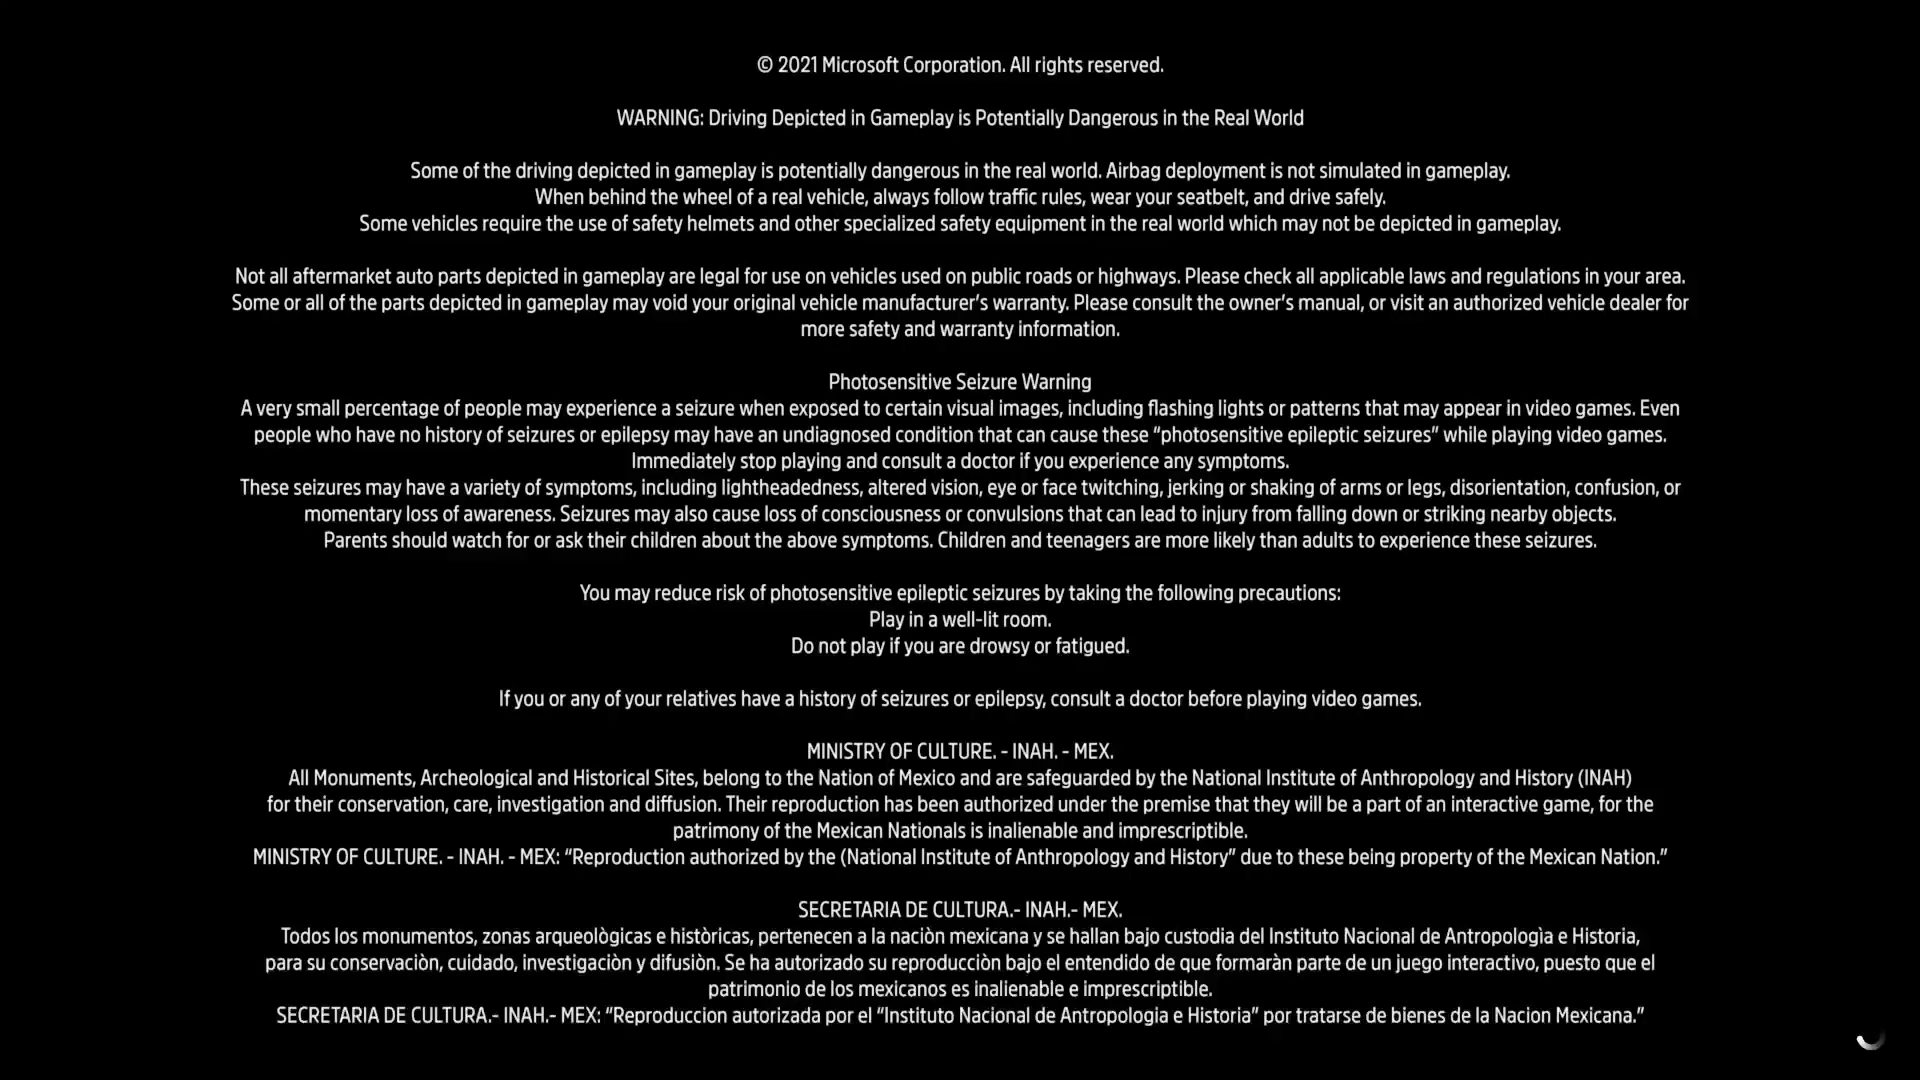 © 2021 Microsoft Corporation. All rights reserved.
WARNING: Driving Depicted in Gameplay is Potentially Dangerous in the Real World
Some of the driving depicted in gameplay is potentially dangerous in the real world. Airbag deployment is not simulated in gameplay.
When behind the wheel of a real vehicle, always follow traffic rules, wear your seatbelt, and drive safely.
Some vehicles require the use of safety helmets and other specialized safety equipment in the real world which may not be depicted in gameplay.
Not all aftermarket auto parts depicted in gameplay are legal for use on vehicles used on public roads or highways. Please check all applicable laws and regulations in your area.
Some or all of the parts depicted in gameplay may void your original vehicle manufacturer's warranty. Please consult the owner's manual, or visit an authorized vehicle dealer for
more safety and warranty information.
Photosensitive Seizure Warning
A very small percentage of people may experience a seizure when exposed to certain visual images, including flashing lights or patterns that may appear in video games. Even
people who have no history of seizures or epilepsy may have an undiagnosed condition that can cause these “photosensitive epileptic seizures” while playing video games.
Immediately stop playing and consult a doctor if you experience any symptoms.
These seizures may have a variety of symptoms, including lightheadedness, altered vision, eye or face twitching, jerking or shaking of arms or legs, disorientation, confusion, or
momentary loss of awareness. Seizures may also cause loss of consciousness or convulsions that can lead to injury from falling down or striking nearby objects.
Parents should watch for or ask their children about the above symptoms. Children and teenagers are more likely than adults to experience these seizures.
You may reduce risk of photosensitive epileptic seizures by taking the following precautions:
Play in a well-lit room.
Do not play if you are drowsy or fatigued.
If you or any of your relatives have a history of seizures or epilepsy, consult a doctor before playing video games.
MINISTRY OF CULTURE. - INAH. - MEX.
All Monuments, Archeological and Historical Sites, belong to the Nation of Mexico and are safeguarded by the National Institute of Anthropology and History (INAH)
for their conservation, care, investigation and diffusion. Their reproduction has been authorized under the premise that they will be a part of an interactive game, for the
patrimony of the Mexican Nationals is inalienable and imprescriptible.
MINISTRY OF CULTURE. - INAH. - MEX: “Reproduction authorized by the (National Institute of Anthropology and History” due to these being property of the Mexican Nation.”
SECRETARIA DE CULTURA.- INAH.- MEX.
Todos los monumentos, zonas arqueològicas e històricas, pertenecen a la naciòn mexicana y se hallan bajo custodia del Instituto Nacional de Antropologìa e Historia,
para su conservaciòn, cuidado, investigaciòn y difusiòn. Se ha autorizado su reproducciòn bajo el entendido de que formaràn parte de un juego interactivo, puesto que el
patrimonio de los mexicanos es inalienable e imprescriptible.
SECRETARIA DE CULTURA.- INAH.- MEX: “Reproduccion autorizada por el “Instituto Nacional de Antropologia e Historia” por tratarse de bienes de la Nacion Mexicana.”